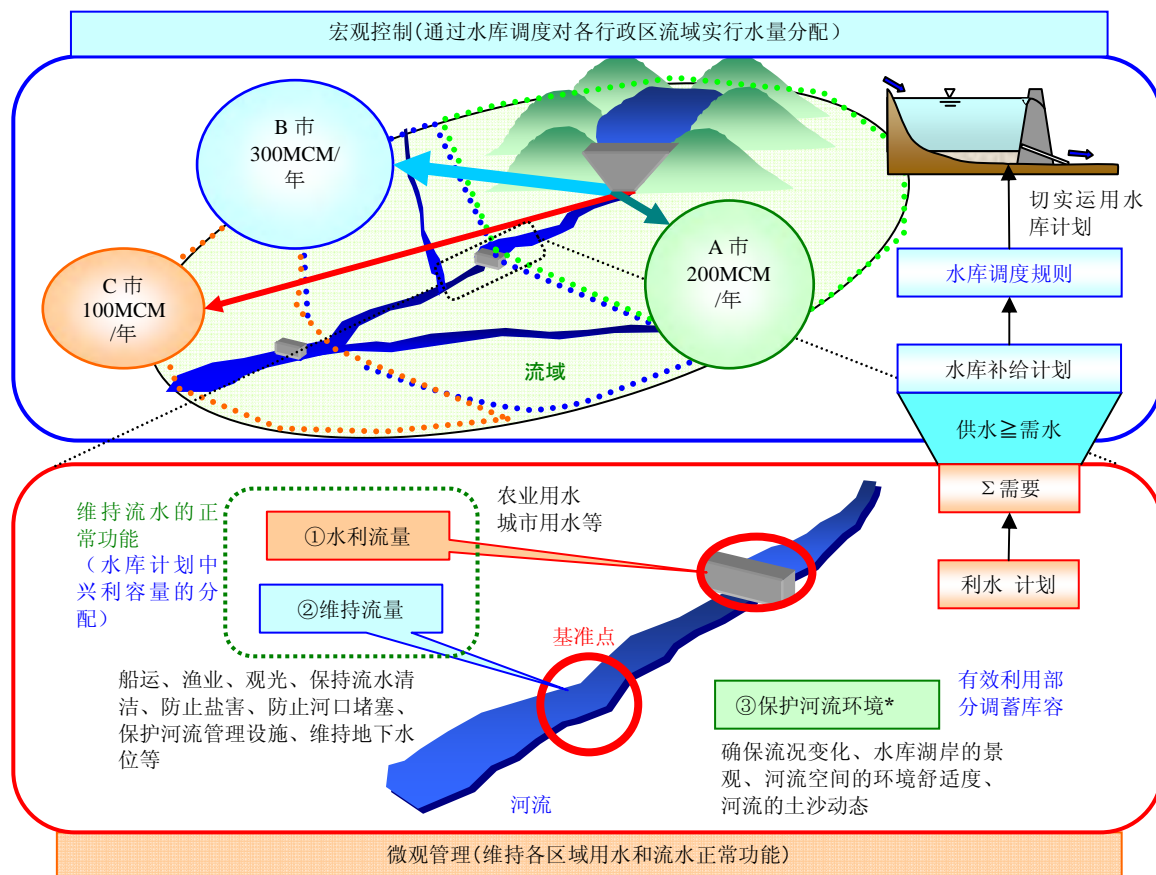 宏观控制(通过水库调度对各行政区流域实行水量分配）
B 市
300MCM/
年
C 市
100MCM
/年
A 市
200MCM
/年
流域
切实运用水
库计划
水库调度规则
水库补给计划
供水≧需水
Σ需要
利水 计划
维持流水的正
常功能
（水库计划中
兴利容量的分
配）
①水利流量
农业用水
城市用水等
②维持流量
基准点
船运、渔业、观光、保持流水清
洁、防止盐害、防止河口堵塞、
保护河流管理设施、维持地下水
位等
河流
③保护河流环境*
有效利用部
分调蓄库容
确保流况变化、水库湖岸的景
观、河流空间的环境舒适度、
河流的土沙动态
微观管理(维持各区域用水和流水正常功能）